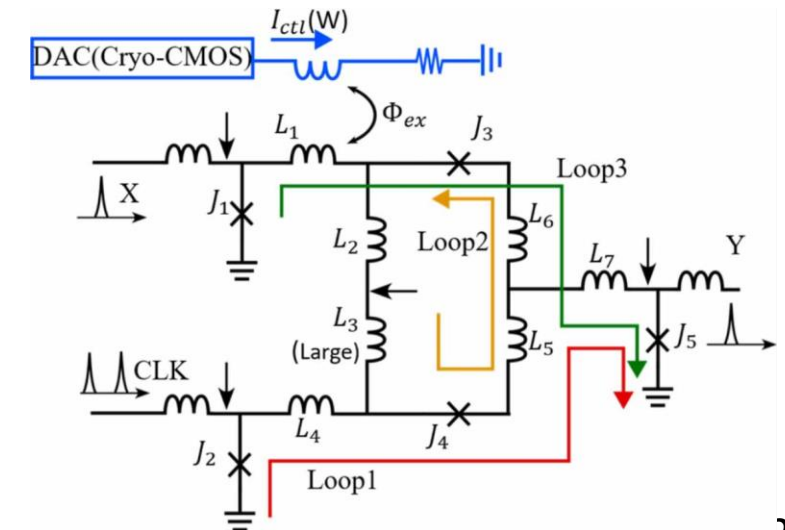 I_ctl(W)
DAC(Cryo-CMOS)
Φ_ex
L_1
J_3
Loop3
X
J_1
L_6
L_2
Loop2
L_7
Y
L_3
(Large)
L_5
J_5
CLK
L_4
J_4
J_2
Loop1